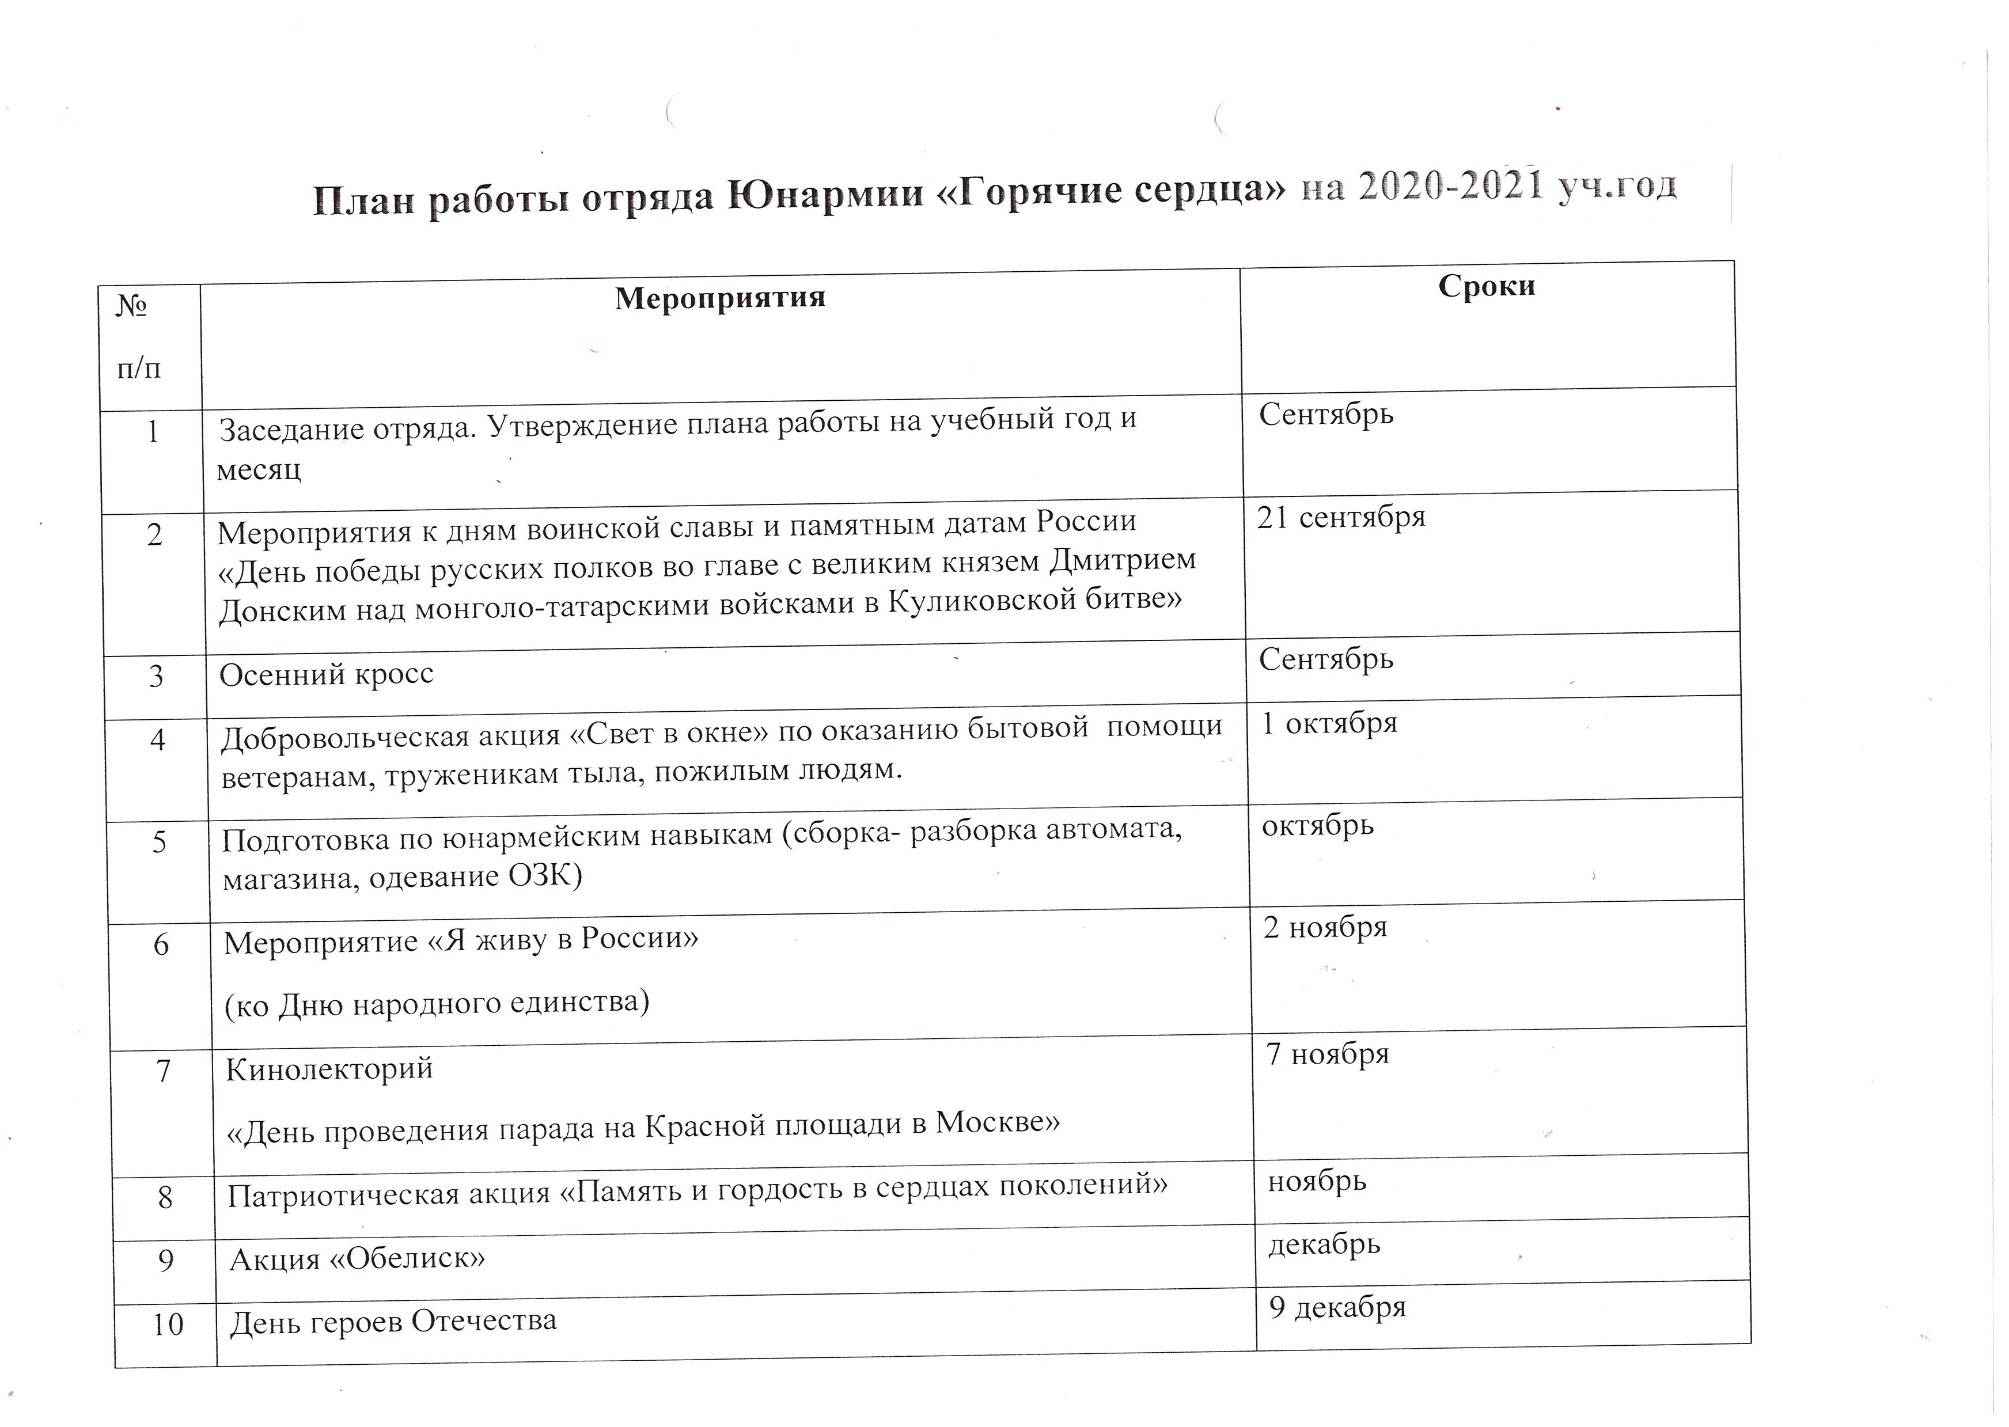 План работы отряда Юнармии «Горячие сердца» на 2020-2021 уч.год
№
п/п
Мероприятия
Сроки
1
Заседание отряда. Утверждение плана работы на учебный год и
месяц
Сентябрь
2
Мероприятия к дням воинской славы и памятным датам России
«День победы русских полков во главе с великим князем Дмитрием
Донским над монголо-татарскими войсками в Куликовской битве»
21 сентября
3
Осенний кросс
Сентябрь
4
Добровольческая акция «Свет в окне» по оказанию бытовой помощи
ветеранам, труженикам тыла, пожилым людям.
1 октября
5
Подготовка по юнармейским навыкам (сборка- разборка автомата,
магазина, одевание ОЗК)
октябрь
6
Мероприятие «Я живу в России»
(ко Дню народного единства)
2 ноября
7
Кинолекторий
«День проведения парада на Красной площади в Москве»
7 ноября
8
Патриотическая акция «Память и гордость в сердцах поколений»
ноябрь
9
Акция «Обелиск»
декабрь
10
День героев Отечества
9 декабря